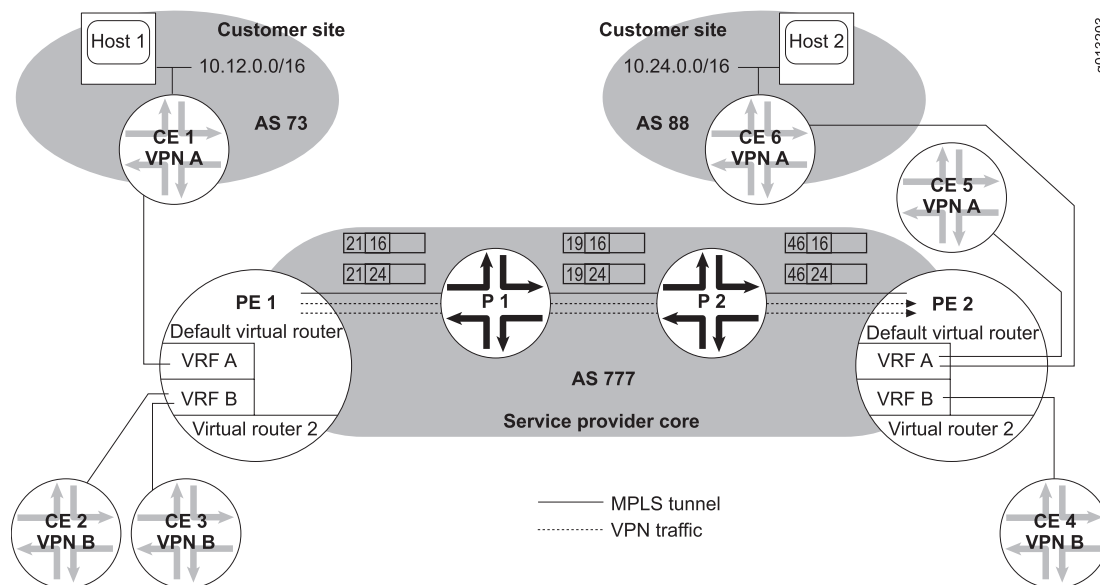 Customer site
Host 1
10.12.0.0/16
AS 73
CE 1
VPN A
Customer site
Host 2
10.24.0.0/16
AS 88
CE 6
VPN A
CE 5
VPN A
21 16
19 16
46 16
21 24
19 24
46 24
PE 1
P 1
P 2
PE 2
Default virtual router
Default virtual router
VRF A
VRF A
AS 777
VRF B
VRF B
Service provider core
Virtual router 2
Virtual router 2
CE 2
VPN B
CE 3
VPN B
MPLS tunnel
VPN traffic
CE 4
VPN B